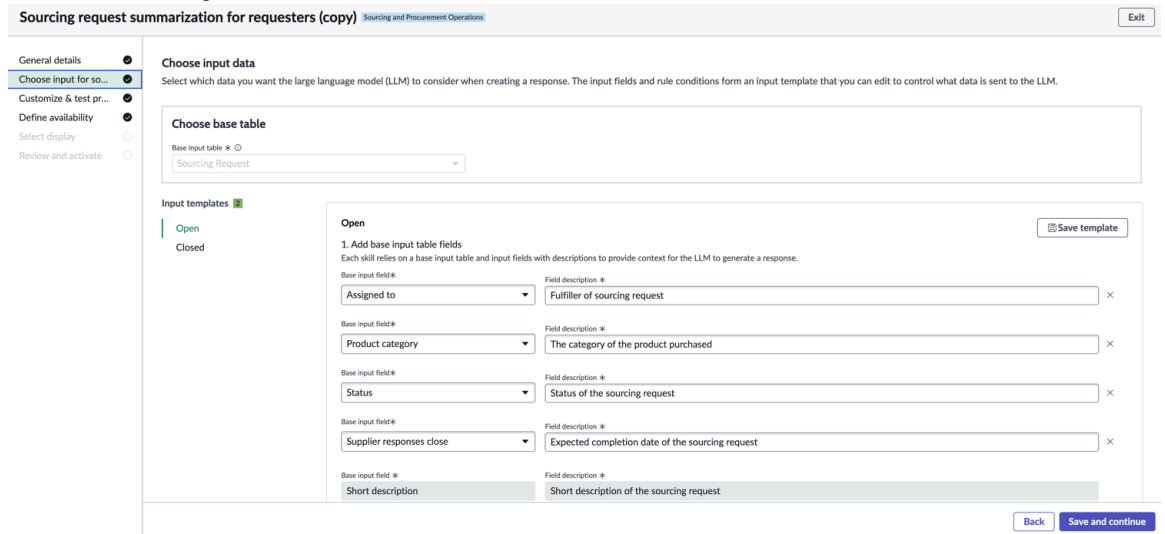 Sourcing request summarization for requesters (copy) Sourcing and Procurement Operations
Exit
General details
Choose input for so...
Customize & test pr...
Define availability
Select display
Review and activate
Choose input data
Select which data you want the large language model (LLM) to consider when creating a response. The input fields and rule conditions form an input template that you can edit to control what data is sent to the LLM.
Choose base table
Base input table *
Sourcing Request
Input templates 2
Open
Closed
Open
Save template
1. Add base input table fields
Each skill relies on a base input table and input fields with descriptions to provide context for the LLM to generate a response.
Base input field* Field description *
Assigned to Fulfiller of sourcing request
Base input field* Field description *
Product category The category of the product purchased
Base input field* Field description *
Status Status of the sourcing request
Base input field* Field description *
Supplier responses close Expected completion date of the sourcing request
Base input field * Field description *
Short description Short description of the sourcing request
Back Save and continue